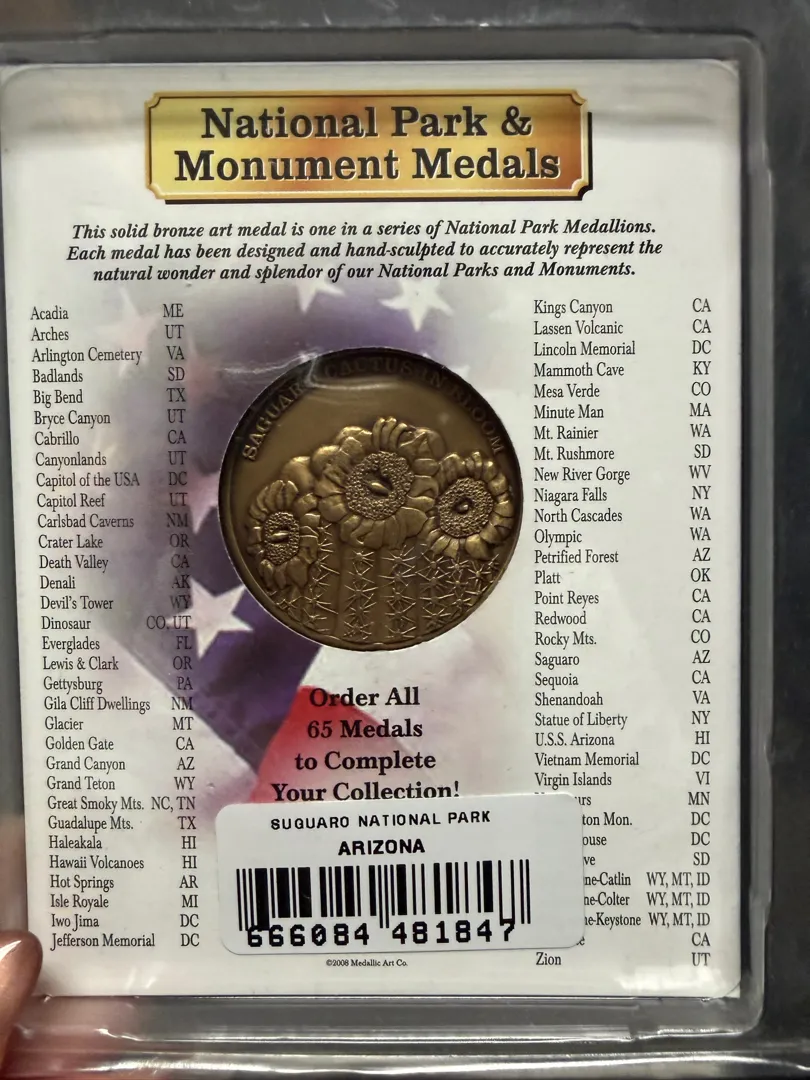 National Park &
Monument Medals
This solid bronze art medal is one in a series of National Park Medallions.
Each medal has been designed and hand-sculpted to accurately represent the
natural wonder and splendor of our National Parks and Monuments.
Acadia ME
Arches UT
Arlington Cemetery VA
Badlands SD
Big Bend TX
Bryce Canyon UT
Cabrillo CA
Canyonlands UT
Capitol of the USA DC
Capitol Reef UT
Carlsbad Caverns NM
Crater Lake OR
Death Valley CA
Denali AK
Devil's Tower WY
Dinosaur CO, UT
Everglades FL
Lewis & Clark OR
Gettysburg PA
Gila Cliff Dwellings NM
Glacier MT
Golden Gate CA
Grand Canyon AZ
Grand Teton WY
Great Smoky Mts. NC, TN
Guadalupe Mts. TX
Haleakala HI
Hawaii Volcanoes HI
Hot Springs AR
Isle Royale MI
Iwo Jima DC
Jefferson Memorial DC
SAGUARO CACTUS IN BLOOM
Order All
65 Medals
to Complete
Your Collection!
SUGUARO NATIONAL PARK
ARIZONA
666084 481847
©2008 Medallic Art Co.
Kings Canyon CA
Lassen Volcanic CA
Lincoln Memorial DC
Mammoth Cave KY
Mesa Verde CO
Minute Man MA
Mt. Rainier WA
Mt. Rushmore SD
New River Gorge WV
Niagara Falls NY
North Cascades WA
Olympic WA
Petrified Forest AZ
Platt OK
Point Reyes CA
Redwood CA
Rocky Mts. CO
Saguaro AZ
Sequoia CA
Shenandoah VA
Statue of Liberty NY
U.S.S. Arizona HI
Vietnam Memorial DC
Virgin Islands VI
MN
ton Mon. DC
ouse DC
ve SD
ne-Catlin WY, MT, ID
ne-Colter WY, MT, ID
e-Keystone WY, MT, ID
e CA
Zion UT